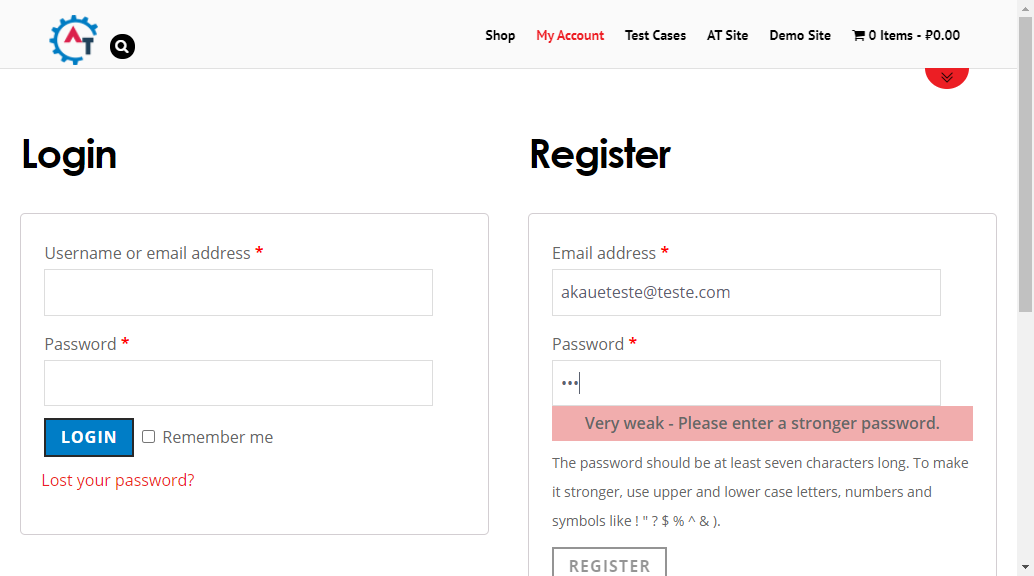 AT
Shop My Account Test Cases AT Site Demo Site 0 Items - ₽0.00
Login
Username or email address *
Password *
LOGIN Remember me
Lost your password?
Register
Email address *
akaueteste@teste.com
Password *
•••
Very weak - Please enter a stronger password.
The password should be at least seven characters long. To make
it stronger, use upper and lower case letters, numbers and
symbols like ! " ? $ % ^ & ).
REGISTER